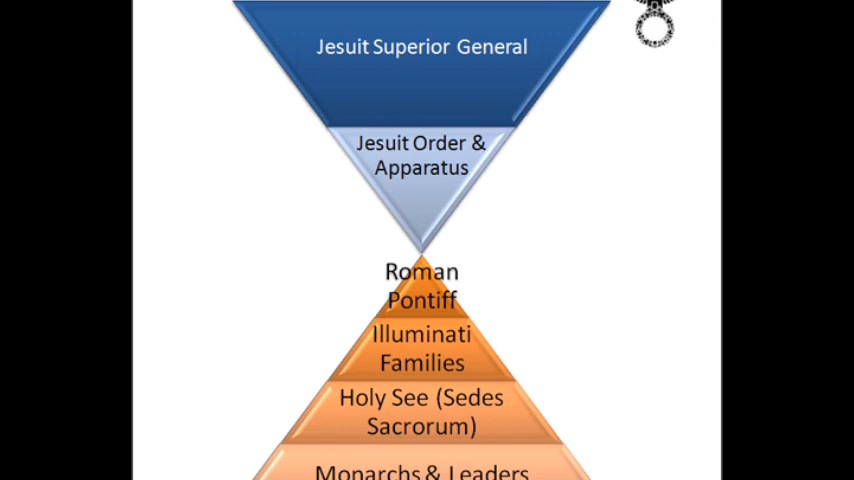 Jesuit Superior General
Jesuit Order &
Apparatus
Roman
Pontiff
Illuminati
Families
Holy See (Sedes
Sacrorum)
Monarchs & Leaders